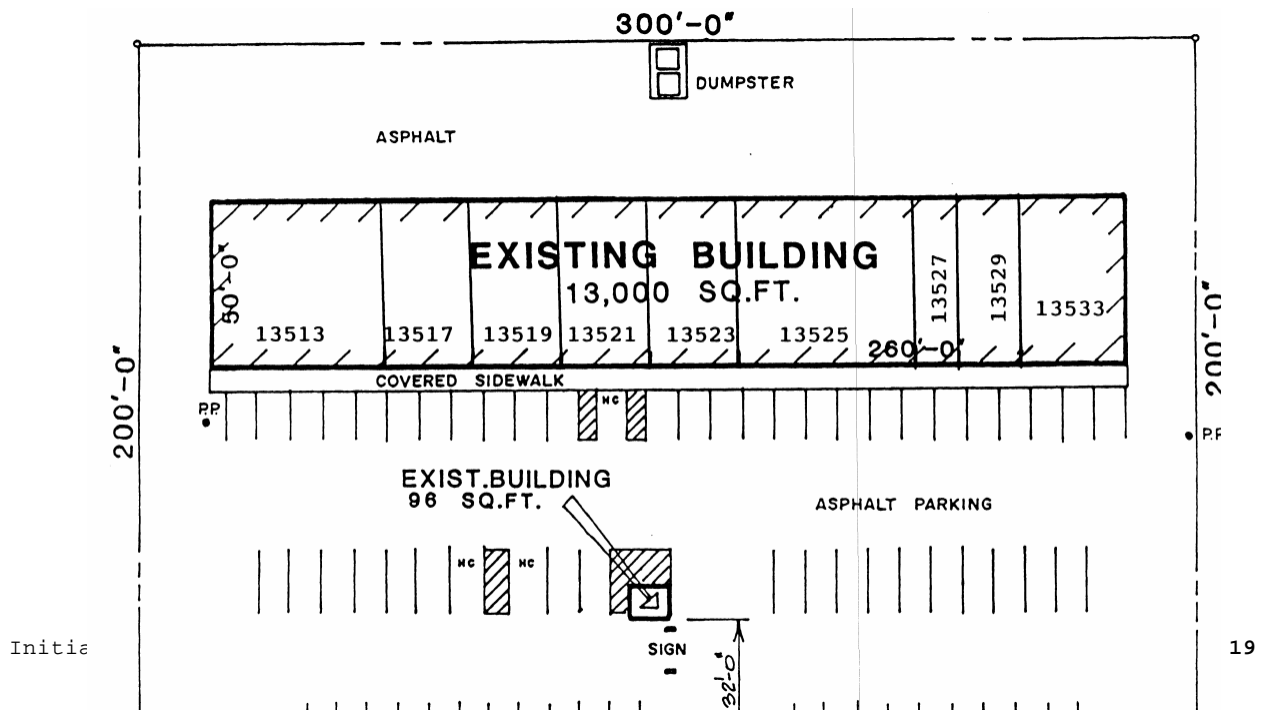 300'-0"
DUMPSTER
ASPHALT
EXISTING BUILDING
13,000 SQ.FT.
50'-0"
13513 13517 13519 13521 13523 13525 13527 13529 13533
260'-0"
COVERED SIDEWALK
200'-0"
200'-0"
P.P.
HC
P.P.
EXIST.BUILDING
96 SQ.FT.
ASPHALT PARKING
HC HC
SIGN
32'-0"
Initia
19